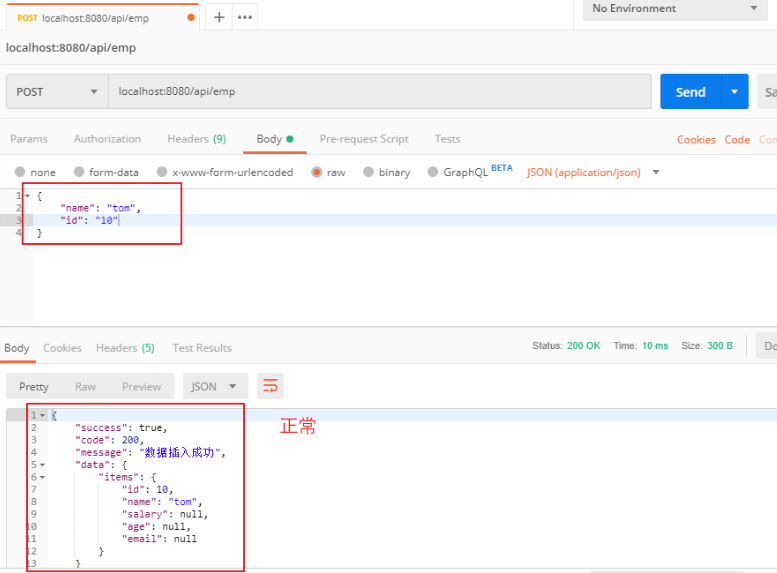 POST localhost:8080/api/emp
No Environment
localhost:8080/api/emp
POST localhost:8080/api/emp Send Sa
Params Authorization Headers (9) Body Pre-request Script Tests Cookies Code Con
none form-data x-www-form-urlencoded raw binary GraphQL BETA JSON (application/json)
1 {
2 "name": "tom",
3 "id": "10"
4 }
Body Cookies Headers (5) Test Results Status: 200 OK Time: 10 ms Size: 300 B Do
Pretty Raw Preview JSON
1 {
2 "success": true,
3 "code": 200,
4 "message": "数据插入成功",
5 "data": {
6 "items": {
7 "id": 10,
8 "name": "tom",
9 "salary": null,
10 "age": null,
11 "email": null
12 }
13 }
正常